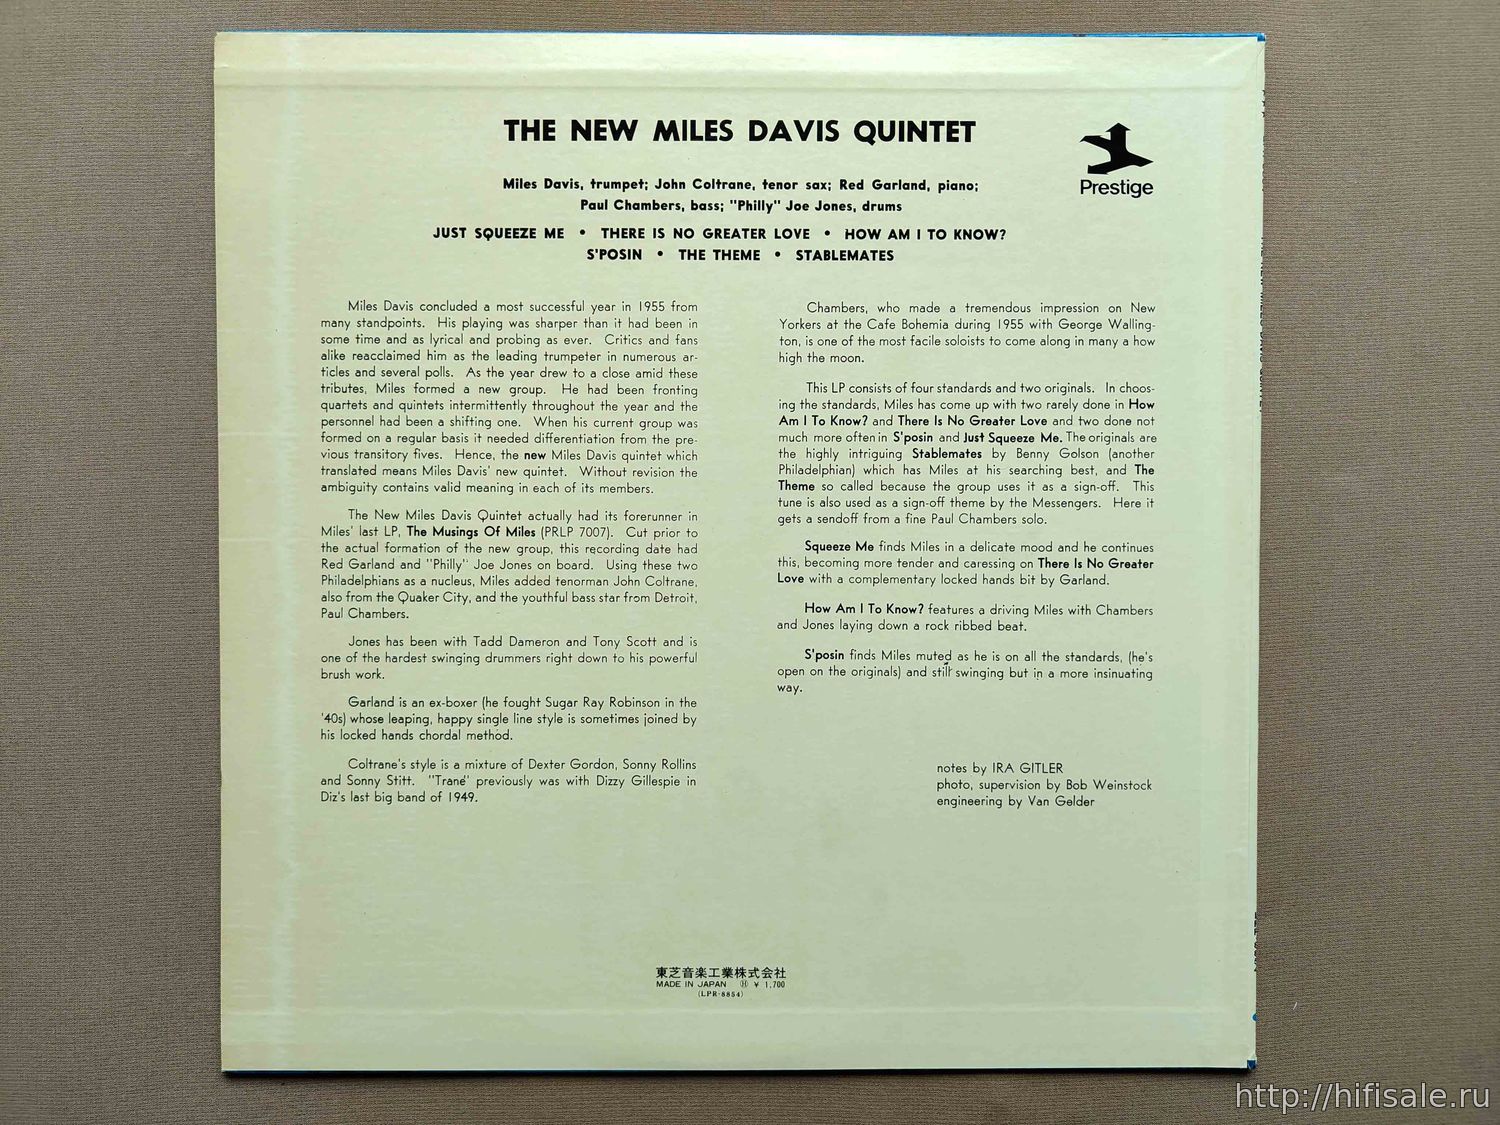 THE NEW MILES DAVIS QUINTET
Prestige
Miles Davis, trumpet; John Coltrane, tenor sax; Red Garland, piano;
Paul Chambers, bass; "Philly" Joe Jones, drums
JUST SQUEEZE ME • THERE IS NO GREATER LOVE • HOW AM I TO KNOW?
S'POSIN • THE THEME • STABLEMATES
Miles Davis concluded a most successful year in 1955 from
many standpoints. His playing was sharper than it had been in
some time and as lyrical and probing as ever. Critics and fans
alike reacclaimed him as the leading trumpeter in numerous ar-
ticles and several polls. As the year drew to a close amid these
tributes, Miles formed a new group. He had been fronting
quartets and quintets intermittently throughout the year and the
personnel had been a shifting one. When his current group was
formed on a regular basis it needed differentiation from the pre-
vious transitory fives. Hence, the new Miles Davis quintet which
translated means Miles Davis' new quintet. Without revision the
ambiguity contains valid meaning in each of its members.
The New Miles Davis Quintet actually had its forerunner in
Miles' last LP, The Musings Of Miles (PRLP 7007). Cut prior to
the actual formation of the new group, this recording date had
Red Garland and "Philly" Joe Jones on board. Using these two
Philadelphians as a nucleus, Miles added tenorman John Coltrane,
also from the Quaker City, and the youthful bass star from Detroit,
Paul Chambers.
Jones has been with Tadd Dameron and Tony Scott and is
one of the hardest swinging drummers right down to his powerful
brush work.
Garland is an ex-boxer (he fought Sugar Ray Robinson in the
'40s) whose leaping, happy single line style is sometimes joined by
his locked hands chordal method.
Coltrane's style is a mixture of Dexter Gordon, Sonny Rollins
and Sonny Stitt. "Trane" previously was with Dizzy Gillespie in
Diz's last big band of 1949.
Chambers, who made a tremendous impression on New
Yorkers at the Cafe Bohemia during 1955 with George Walling-
ton, is one of the most facile soloists to come along in many a how
high the moon.
This LP consists of four standards and two originals. In choos-
ing the standards, Miles has come up with two rarely done in How
Am I To Know? and There Is No Greater Love and two done not
much more often in S'posin and Just Squeeze Me. The originals are
the highly intriguing Stablemates by Benny Golson (another
Philadelphian) which has Miles at his searching best, and The
Theme so called because the group uses it as a sign-off. This
tune is also used as a sign-off theme by the Messengers. Here it
gets a sendoff from a fine Paul Chambers solo.
Squeeze Me finds Miles in a delicate mood and he continues
this, becoming more tender and caressing on There Is No Greater
Love with a complementary locked hands bit by Garland.
How Am I To Know? features a driving Miles with Chambers
and Jones laying down a rock ribbed beat.
S'posin finds Miles muted as he is on all the standards, (he's
open on the originals) and still swinging but in a more insinuating
way.
notes by IRA GITLER
photo, supervision by Bob Weinstock
engineering by Van Gelder
東芝音楽工業株式会社
MADE IN JAPAN Ⓗ ¥ 1,700
(LPR-8854)
http://hifisale.ru